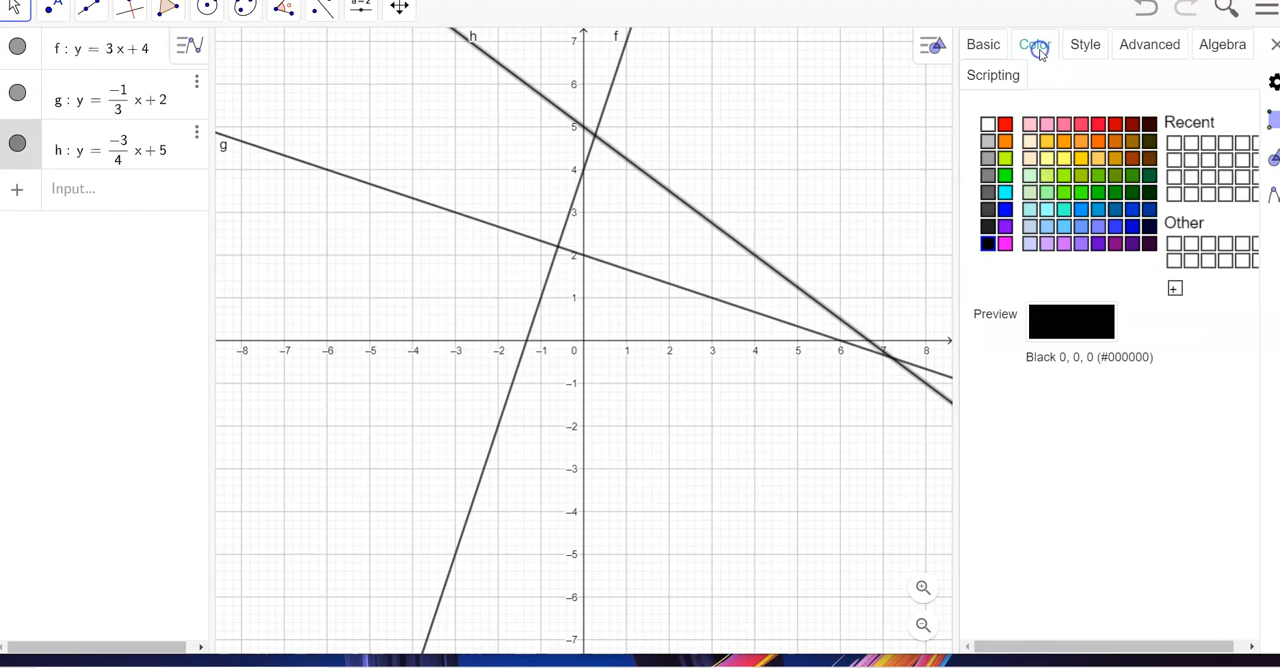 f : y = 3 x + 4
g : y = -1/3 x + 2
h : y = -3/4 x + 5
Input...
h
f
g
7
6
5
4
3
2
1
-8 -7 -6 -5 -4 -3 -2 -1 0 1 2 3 4 5 6 7 8
-1
-2
-3
-4
-5
-6
-7
Basic Color Style Advanced Algebra
Scripting
Recent
Other
+
Preview
Black 0, 0, 0 (#000000)